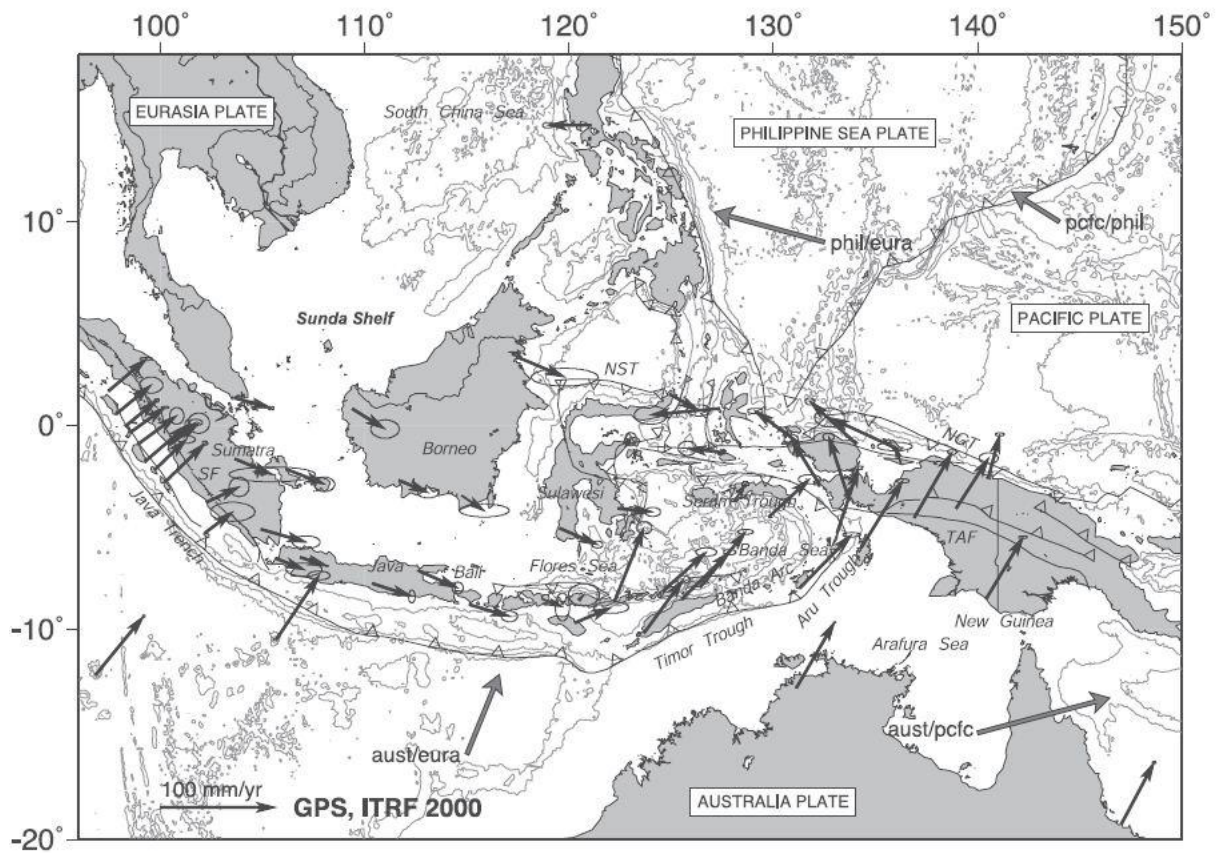 100° 110° 120° 130° 140° 150°
EURASIA PLATE
South China Sea
PHILIPPINE SEA PLATE
10°
phil/eura
pcfc/phil
Sunda Shelf
PACIFIC PLATE
NST
0°
NGT
Sumatra
Borneo
SF
Sulawesi
Seram Trough
Java Trench
TAF
Banda Sea
Flores Sea
Java
Bali
Banda Arc
Aru Trough
New Guinea
-10°
Timor Trough
Arafura Sea
aust/eura
aust/pcfc
100 mm/yr
GPS, ITRF 2000
AUSTRALIA PLATE
-20°